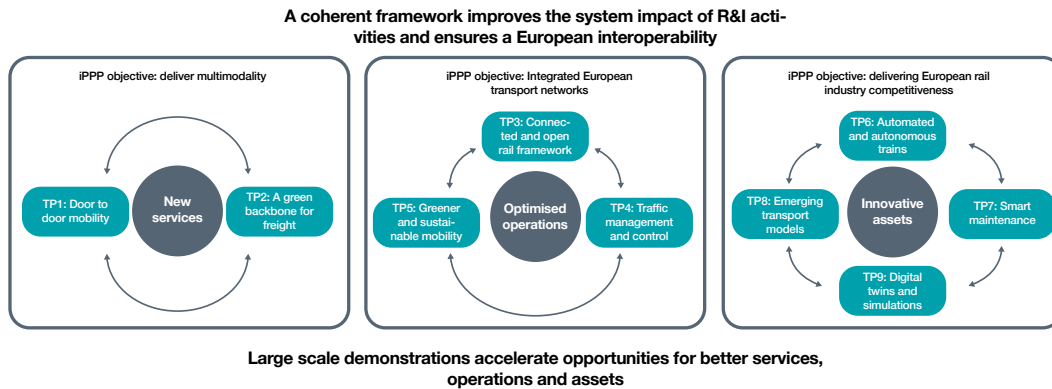 A coherent framework improves the system impact of R&I acti-
vities and ensures a European interoperability
iPPP objective: deliver multimodality
TP1: Door to
door mobility
New
services
TP2: A green
backbone for
freight
iPPP objective: Integrated European
transport networks
TP3: Connec-
ted and open
rail framework
TP5: Greener
and sustai-
nable mobility
Optimised
operations
TP4: Traffic
management
and control
iPPP objective: delivering European rail
industry competitiveness
TP6: Automated
and autonomous
trains
TP8: Emerging
transport
models
Innovative
assets
TP7: Smart
maintenance
TP9: Digital
twins and
simulations
Large scale demonstrations accelerate opportunities for better services,
operations and assets